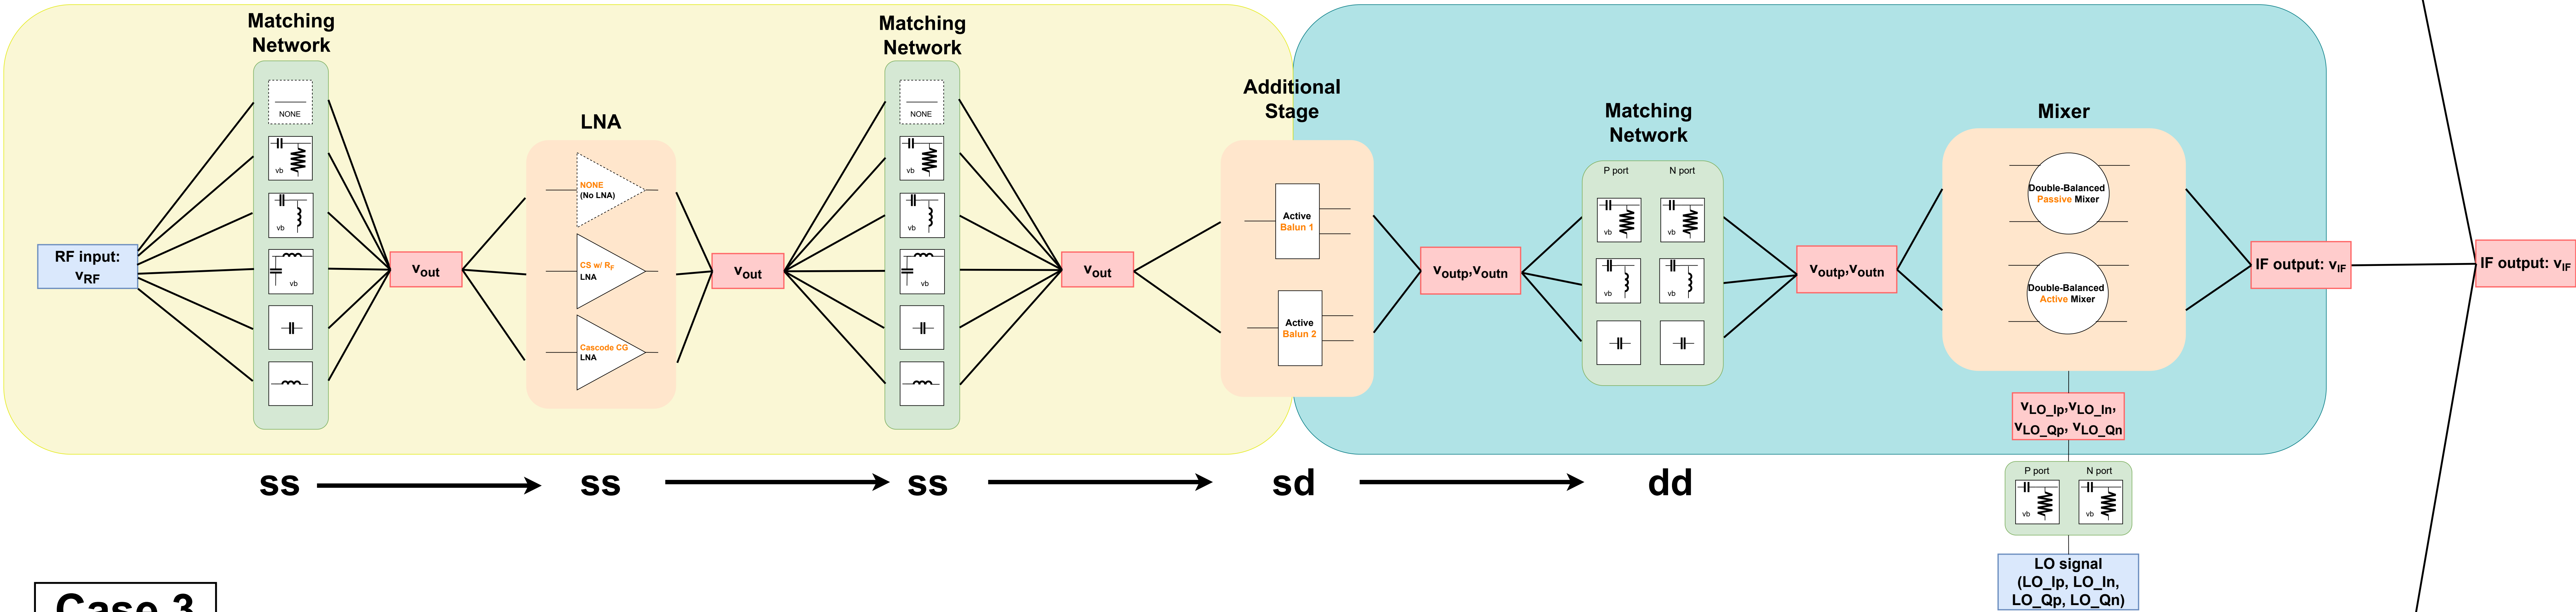 Matching
Network
NONE
vb
vb
vb
RF input:
vRF
vout
LNA
NONE
(No LNA)
CS w/ RF
LNA
Cascode CG
LNA
vout
Matching
Network
NONE
vb
vb
vb
vout
Additional
Stage
Active
Balun 1
Active
Balun 2
voutp,voutn
Matching
Network
P port N port
vb vb
vb vb
voutp,voutn
Mixer
Double-Balanced
Passive Mixer
Double-Balanced
Active Mixer
IF output: vIF
IF output: vIF
vLO_Ip,vLO_In,
vLO_Qp, vLO_Qn
P port N port
vb vb
LO signal
(LO_Ip, LO_In,
LO_Qp, LO_Qn)
ss ss ss sd dd
Case 3